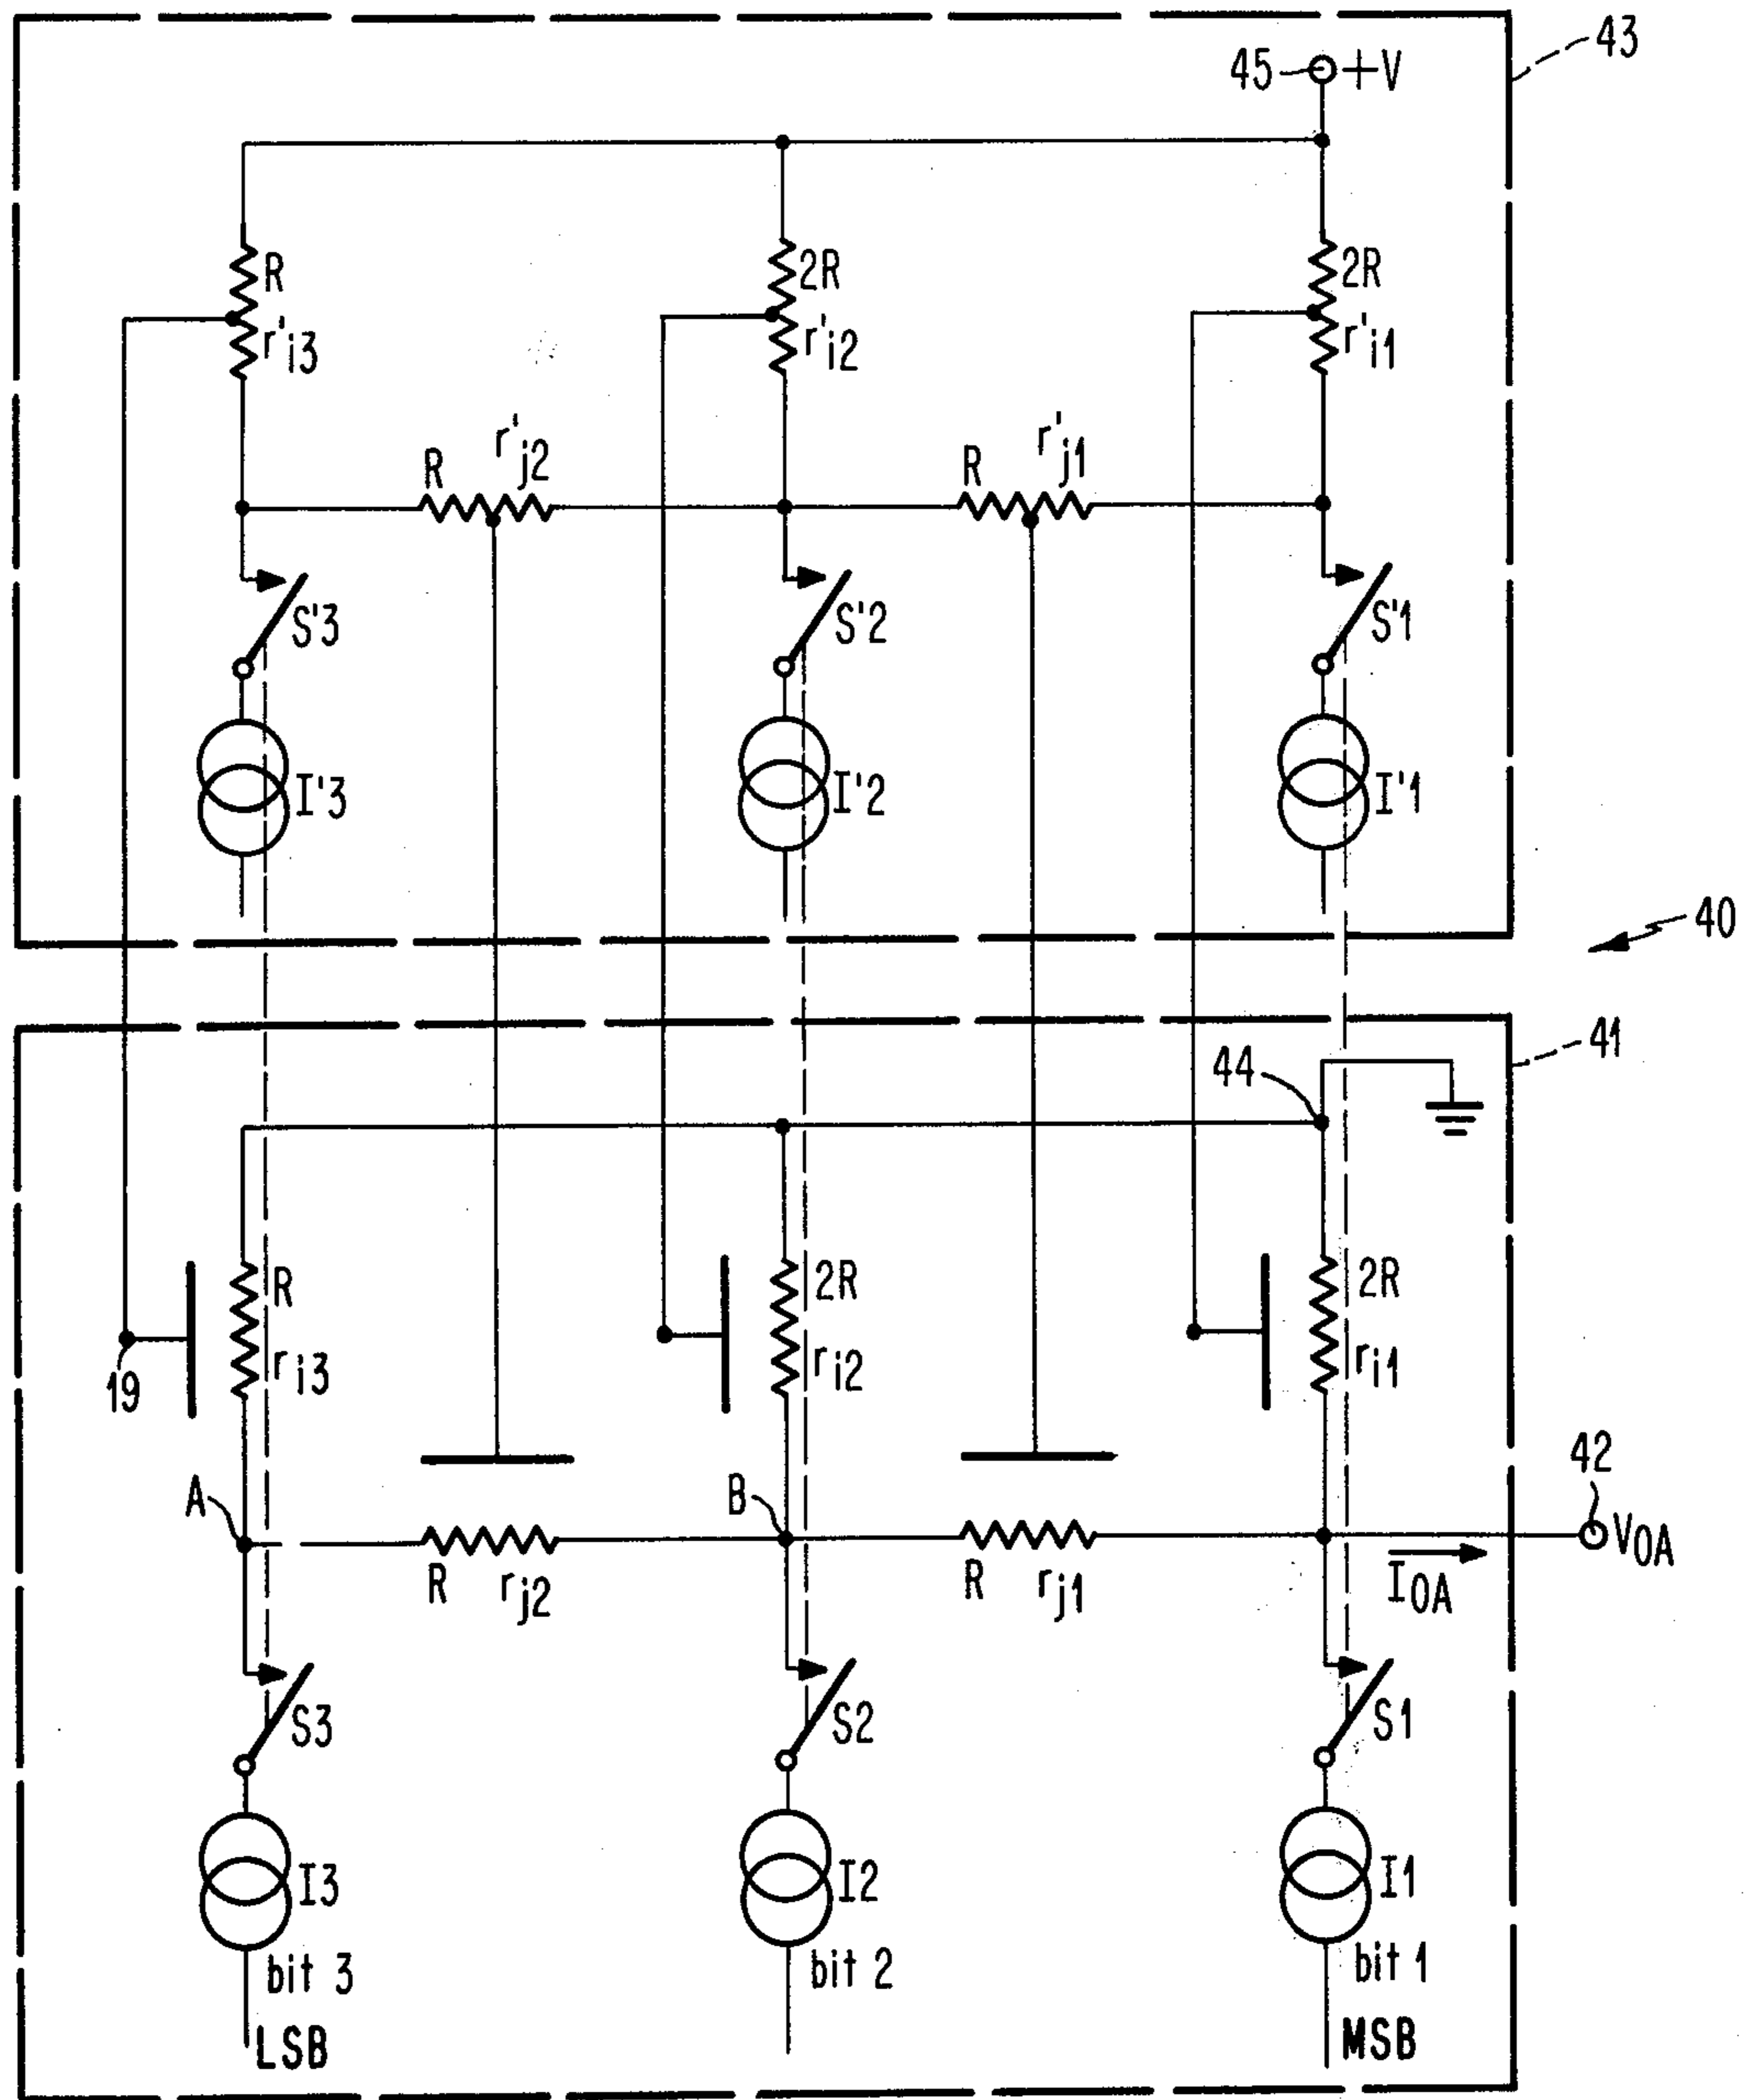 43
45 +V
R 2R 2R
r'i3 r'i2 r'i1
R r'j2 R r'j1
S'3 S'2 S'1
I'3 I'2 I'1
40
41
44
R 2R 2R
19 ri3 ri2 ri1
A B 42
VOA
R rj2 R rj1 IOA
S3 S2 S1
I3 I2 I1
bit 3 bit 2 bit 1
LSB MSB